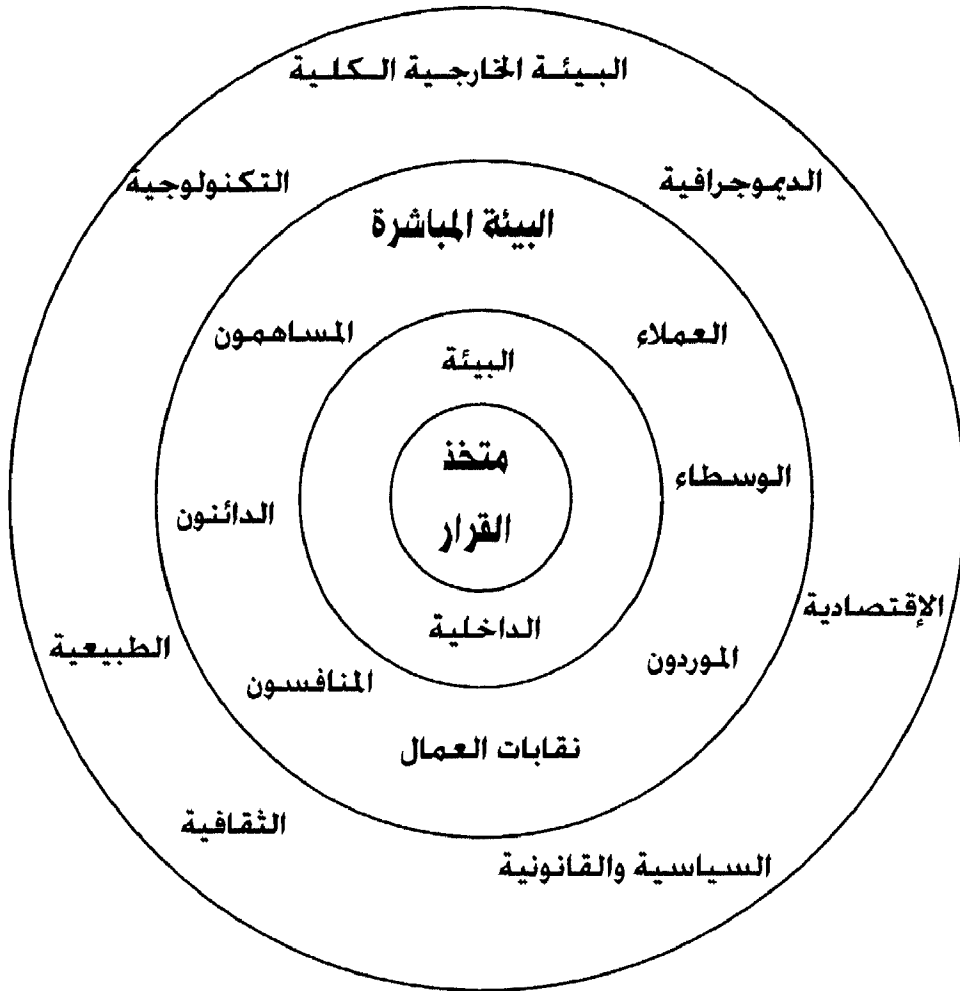 البيئة الخارجية الكلية
الديموجرافية
التكنولوجية
البيئة المباشرة
العملاء
المساهمون
البيئة
متخذ
القرار
الوسطاء
الدائنون
الإقتصادية
الداخلية
الموردون
الطبيعية
المنافسون
نقابات العمال
الثقافية
السياسية والقانونية